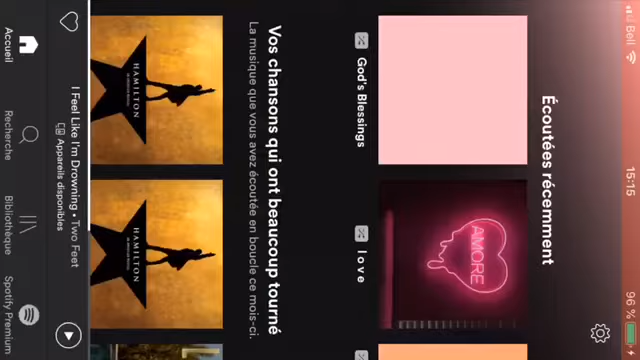 Bell
15:15
96 %
Écoutées récemment
AMORE
God's Blessings
love
Vos chansons qui ont beaucoup tourné
La musique que vous avez écoutée en boucle ce mois-ci.
HAMILTON
HAMILTON
I Feel Like I'm Drowning • Two Feet
Appareils disponibles
Accueil
Recherche
Bibliothèque
Spotify Premium